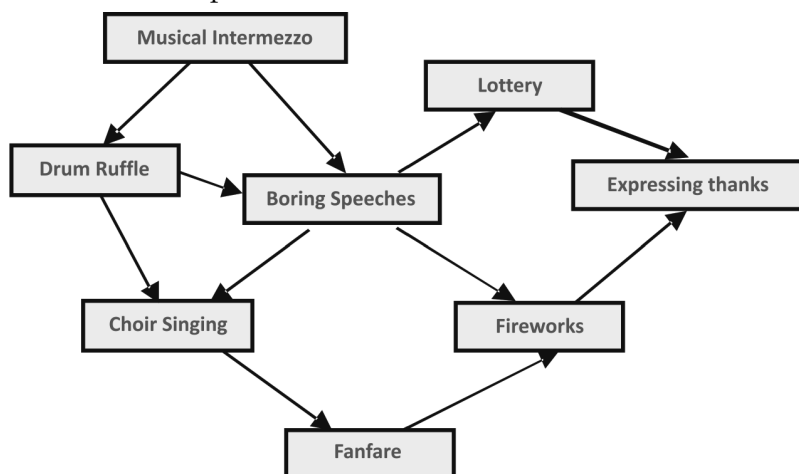 Musical Intermezzo
Lottery
Drum Ruffle
Expressing thanks
Boring Speeches
Choir Singing
Fireworks
Fanfare